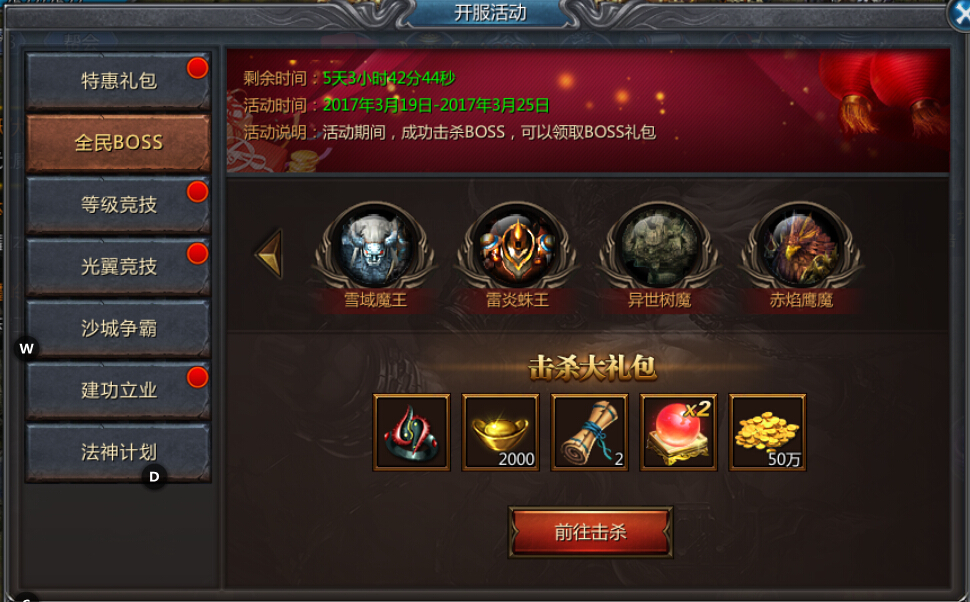 开服活动
特惠礼包
全民BOSS
等级竞技
光翼竞技
沙城争霸
建功立业
法神计划
W
D
剩余时间：5天3小时42分44秒
活动时间：2017年3月19日-2017年3月25日
活动说明：活动期间，成功击杀BOSS，可以领取BOSS礼包
雪域魔王
雷炎蛛王
异世树魔
赤焰鹰魔
击杀大礼包
2000
2
x2
50万
前往击杀